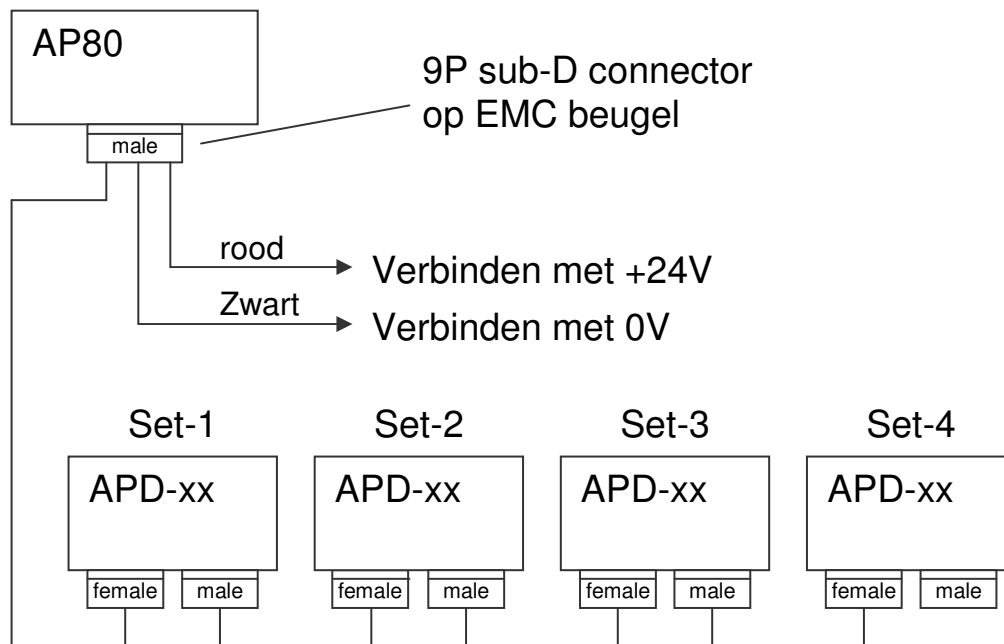 AP80
9P sub-D connector
op EMC beugel
male
rood
Verbinden met +24V
Zwart
Verbinden met 0V
Set-1
Set-2
Set-3
Set-4
APD-xx
APD-xx
APD-xx
APD-xx
female
male
female
male
female
male
female
male